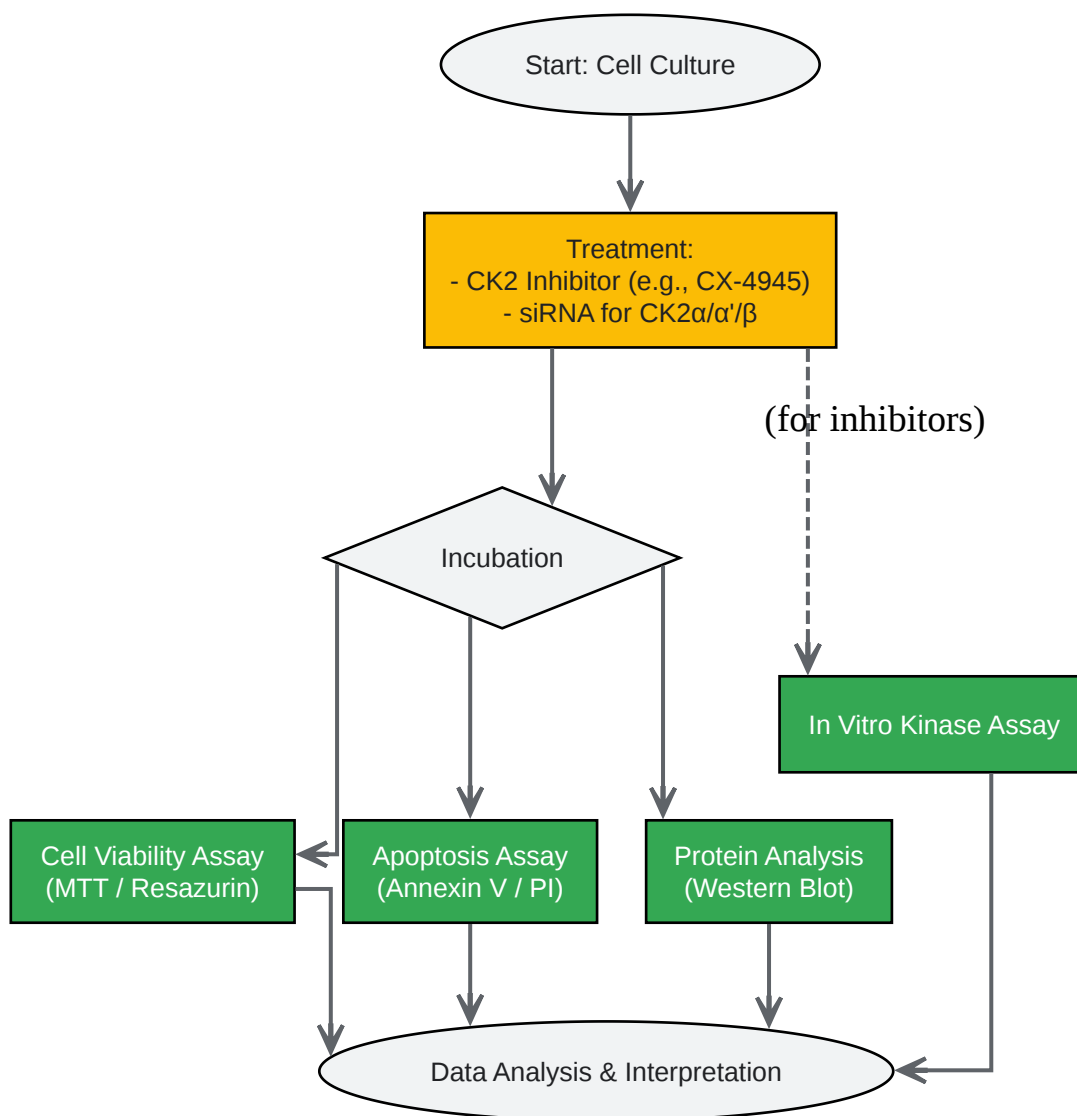 Start: Cell Culture
Treatment:
- CK2 Inhibitor (e.g., CX-4945)
- siRNA for CK2α/α'/β
(for inhibitors)
Incubation
In Vitro Kinase Assay
Cell Viability Assay
(MTT / Resazurin)
Apoptosis Assay
(Annexin V / PI)
Protein Analysis
(Western Blot)
Data Analysis & Interpretation